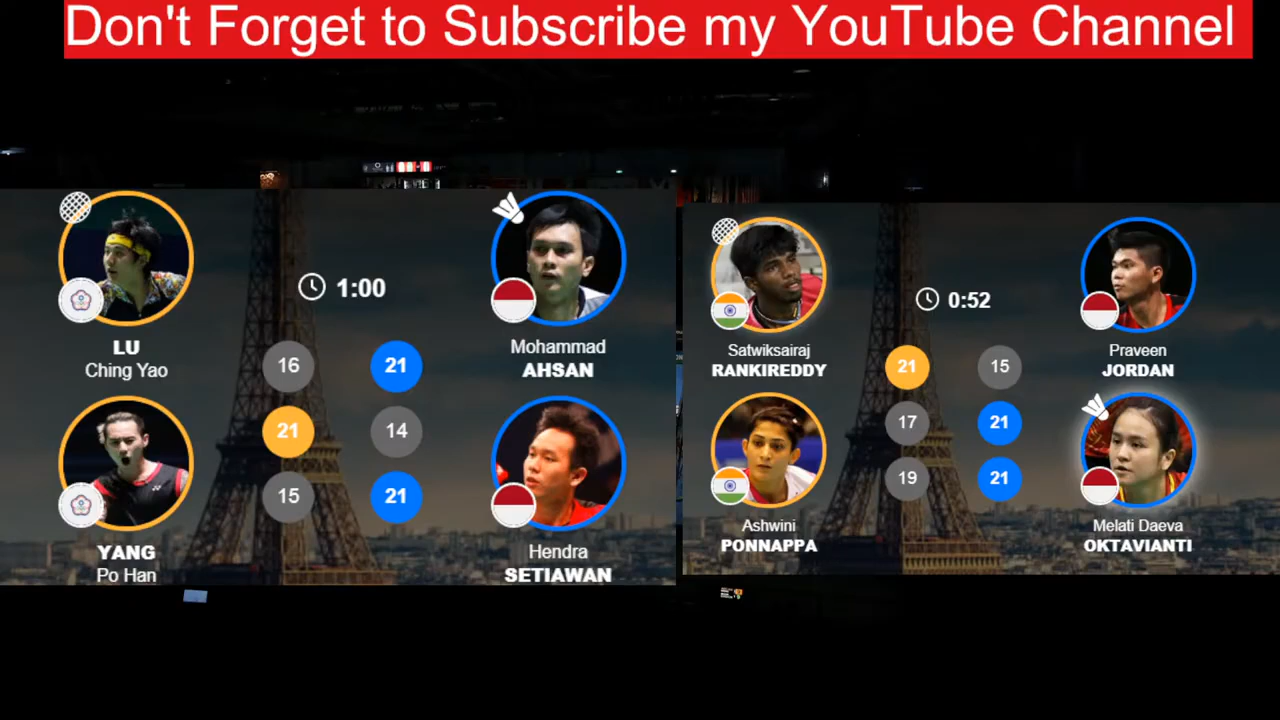 Don't Forget to Subscribe my YouTube Channel
1:00
LU
Ching Yao
Mohammad
AHSAN
16 21
21 14
15 21
YANG
Po Han
Hendra
SETIAWAN
0:52
Satwiksairaj
RANKIREDDY
Praveen
JORDAN
21 15
17 21
19 21
Ashwini
PONNAPPA
Melati Daeva
OKTAVIANTI